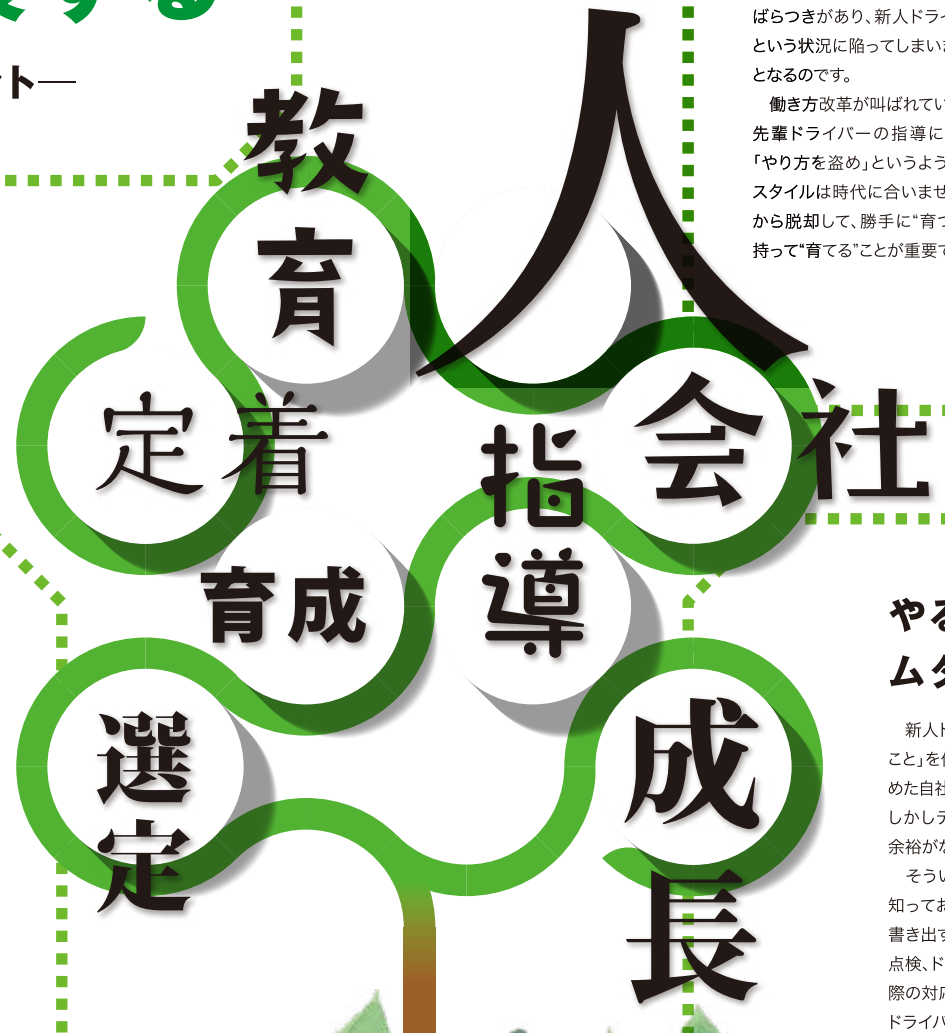 する
ト―
ばらつきがあり、新人ドライ
という状況に陥ってしまい
となるのです。
働き方改革が叫ばれてい
先輩ドライバーの指導に
「やり方を盗め」というよう
スタイルは時代に合いませ
から脱却して、勝手に“育つ
持って“育てる”ことが重要
人
教育
定着
指導
会社
育成
選定
成長
やる
ム
新人
こと」を
めた自社
しかし
余裕が
そうい
知ってお
書き出す
点検、ド
際の対応
ドライバ